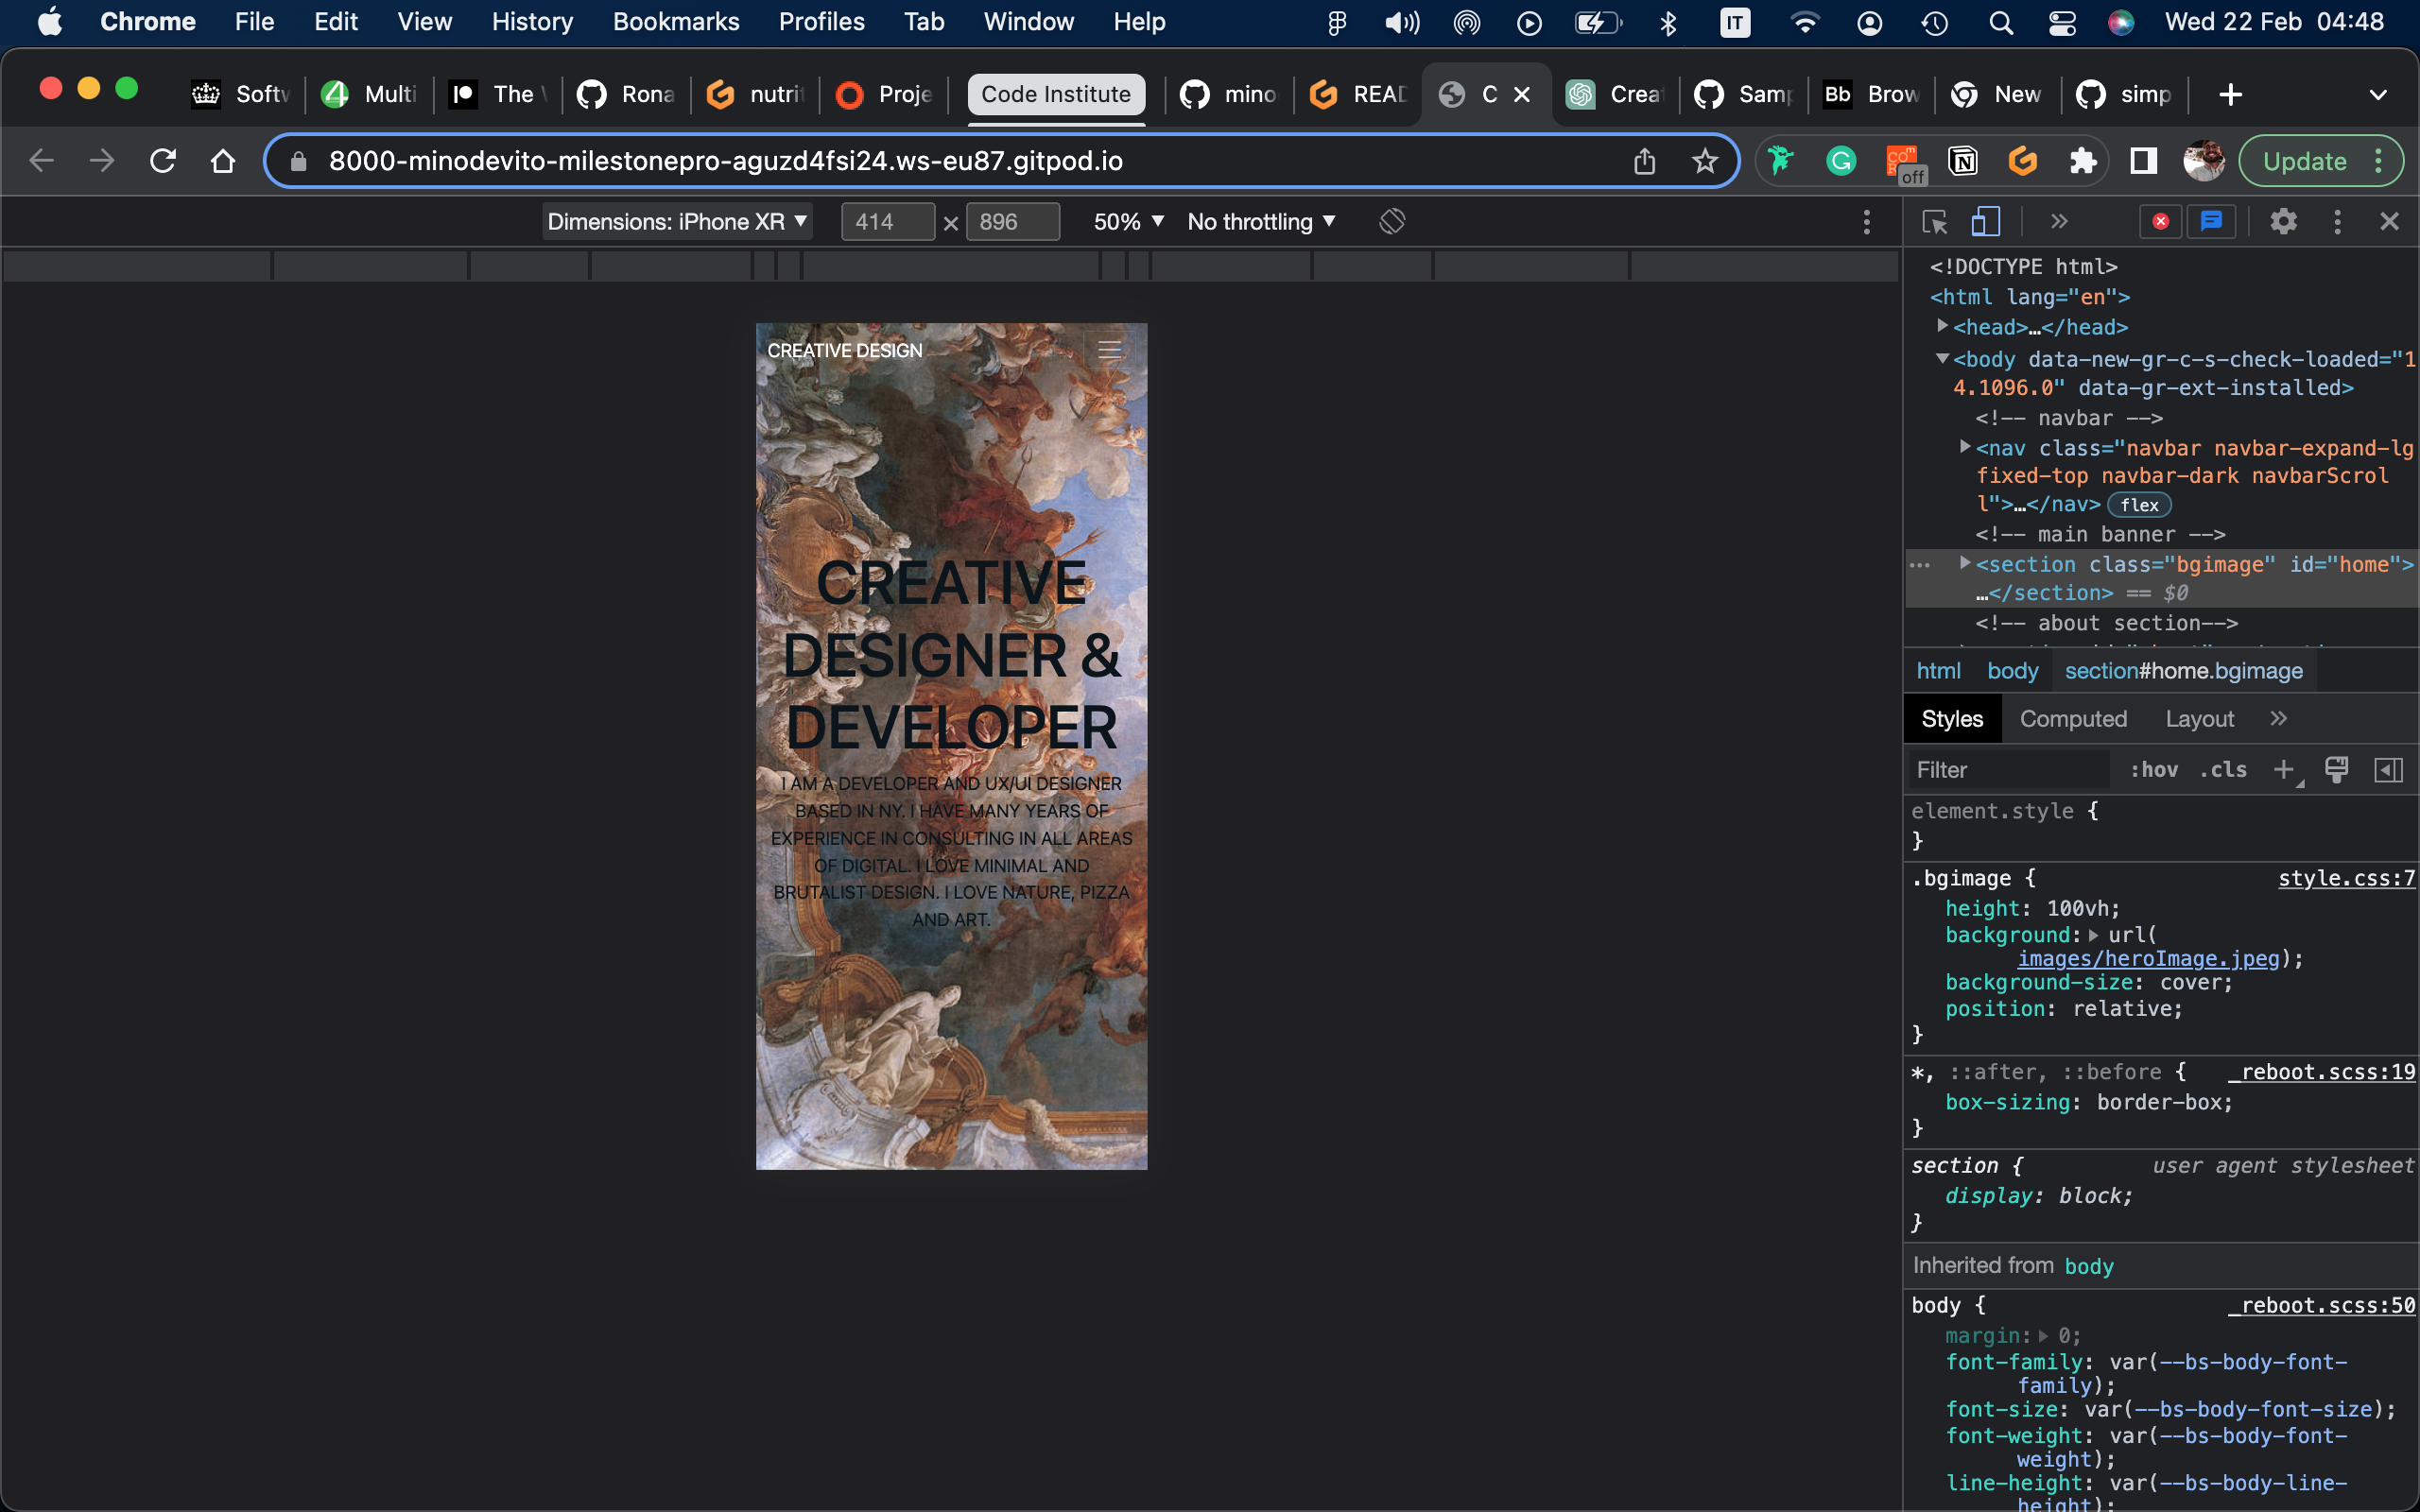 Chrome File Edit View History Bookmarks Profiles Tab Window Help IT Wed 22 Feb 04:48
Softw Multi The Rona nutrit Proje Code Institute mino READ C Creat Samp Bb Brow New simp
8000-minodevito-milestonepro-aguzd4fsi24.ws-eu87.gitpod.io off Update
Dimensions: iPhone XR 414 × 896 50% No throttling
CREATIVE DESIGN
CREATIVE
DESIGNER &
DEVELOPER
I AM A DEVELOPER AND UX/UI DESIGNER
BASED IN NY. I HAVE MANY YEARS OF
EXPERIENCE IN CONSULTING IN ALL AREAS
OF DIGITAL. I LOVE MINIMAL AND
BRUTALIST DESIGN. I LOVE NATURE, PIZZA
AND ART.
<!DOCTYPE html>
<html lang="en">
<head>…</head>
<body data-new-gr-c-s-check-loaded="1
4.1096.0" data-gr-ext-installed>
<!-- navbar -->
<nav class="navbar navbar-expand-lg
fixed-top navbar-dark navbarScrol
l">…</nav> flex
<!-- main banner -->
<section class="bgimage" id="home">
…</section> == $0
<!-- about section-->
html body section#home.bgimage
Styles Computed Layout
Filter :hov .cls
element.style {
}
.bgimage { style.css:7
height: 100vh;
background: url(
images/heroImage.jpeg);
background-size: cover;
position: relative;
}
*, ::after, ::before { _reboot.scss:19
box-sizing: border-box;
}
section { user agent stylesheet
display: block;
}
Inherited from body
body { _reboot.scss:50
margin: 0;
font-family: var(--bs-body-font-
family);
font-size: var(--bs-body-font-size);
font-weight: var(--bs-body-font-
weight);
line-height: var(--bs-body-line-
height);